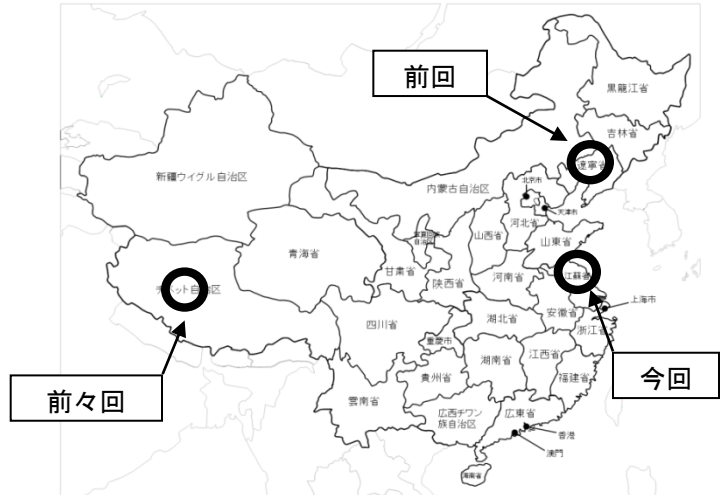 前回
黒龍江省
吉林省
遼寧省
新疆ウイグル自治区
内蒙古自治区
北京市
天津市
河北省
山西省
山東省
青海省
自治区
甘粛省
陝西省
河南省
江蘇省
チベット自治区
上海市
安徽省
湖北省
四川省
重慶市
浙江省
江西省
湖南省
貴州省
福建省
今回
前々回
雲南省
広西チワン
族自治区
広東省
香港
澳門
海南省